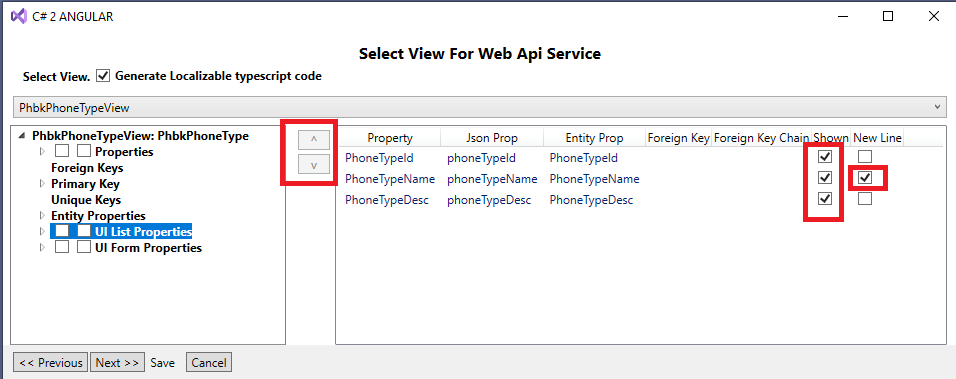 C# 2 ANGULAR
Select View For Web Api Service
Select View. Generate Localizable typescript code
PhbkPhoneTypeView
PhbkPhoneTypeView: PhbkPhoneType
Properties
Foreign Keys
Primary Key
Unique Keys
Entity Properties
UI List Properties
UI Form Properties
Property Json Prop Entity Prop Foreign Key Foreign Key Chain Shown New Line
PhoneTypeId phoneTypeId PhoneTypeId
PhoneTypeName phoneTypeName PhoneTypeName
PhoneTypeDesc phoneTypeDesc PhoneTypeDesc
<< Previous Next >> Save Cancel